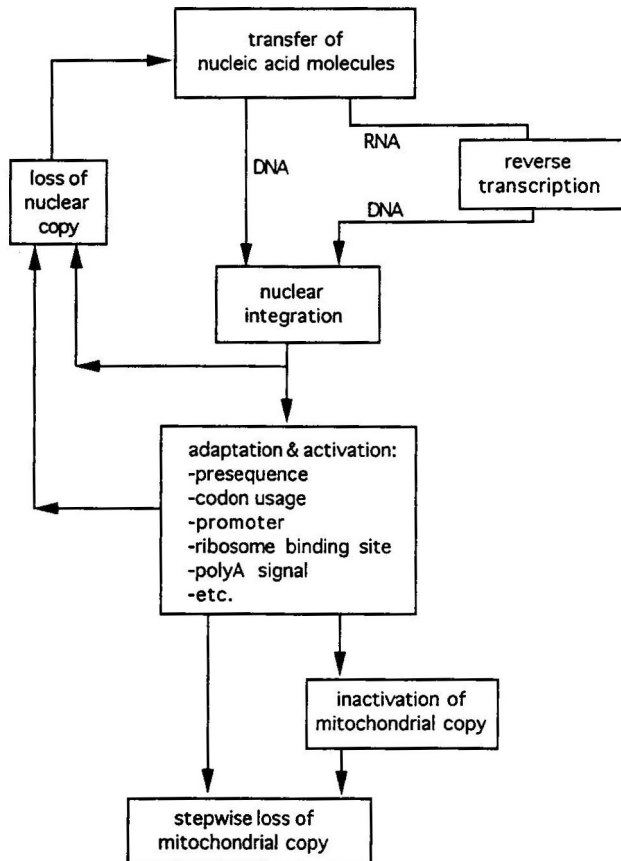 transfer of
nucleic acid molecules
RNA
reverse
transcription
DNA
loss of
nuclear
copy
DNA
nuclear
integration
adaptation & activation:
-presequence
-codon usage
-promoter
-ribosome binding site
-polyA signal
-etc.
inactivation of
mitochondrial copy
stepwise loss of
mitochondrial copy